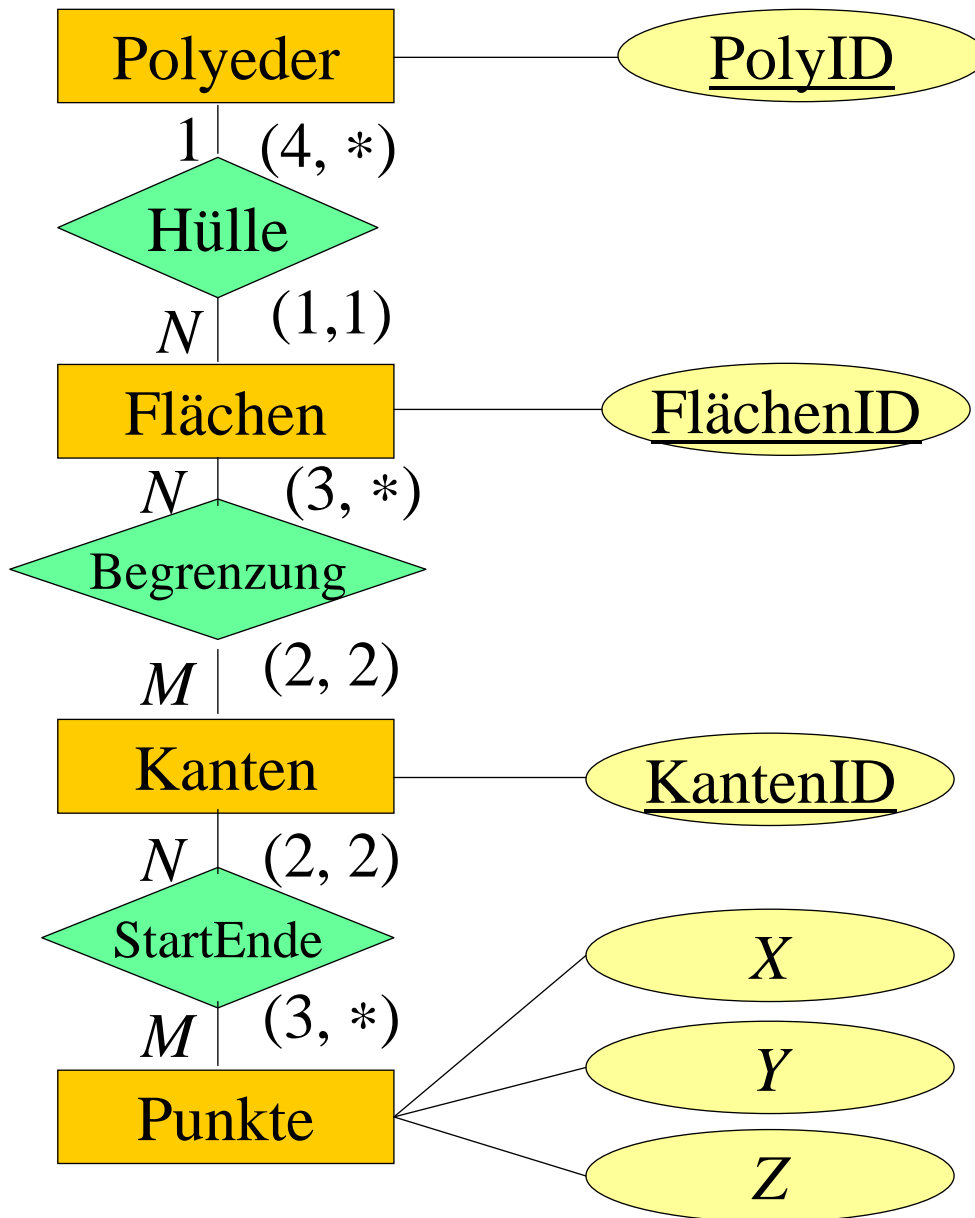 Polyeder
PolyID
1
(4, *)
Hülle
N
(1,1)
Flächen
FlächenID
N
(3, *)
Begrenzung
M
(2, 2)
Kanten
KantenID
N
(2, 2)
StartEnde
X
M
(3, *)
Y
Punkte
Z